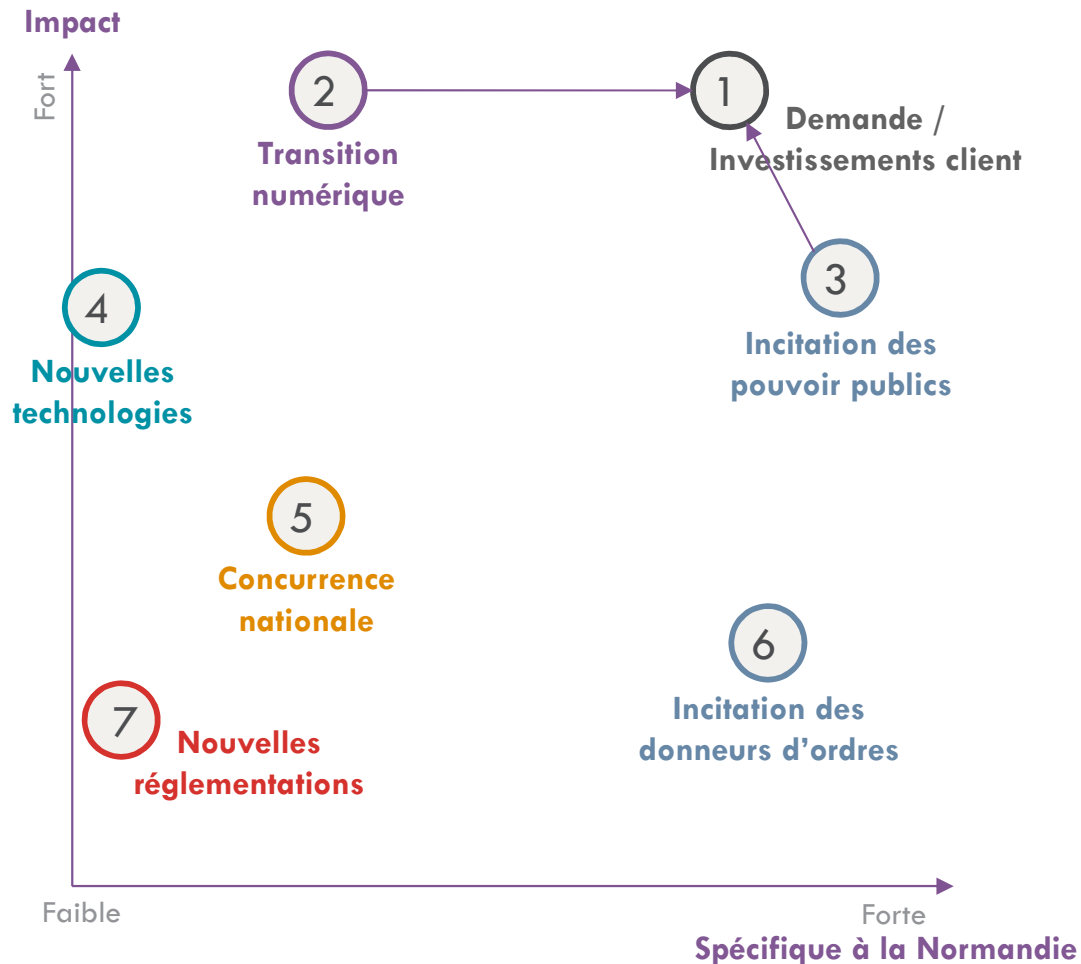 Impact
Fort
2
1
Demande /
Investissements client
Transition
numérique
3
Incitation des
pouvoir publics
4
Nouvelles
technologies
5
Concurrence
nationale
6
Incitation des
donneurs d’ordres
7
Nouvelles
réglementations
Faible
Forte
Spécifique à la Normandie